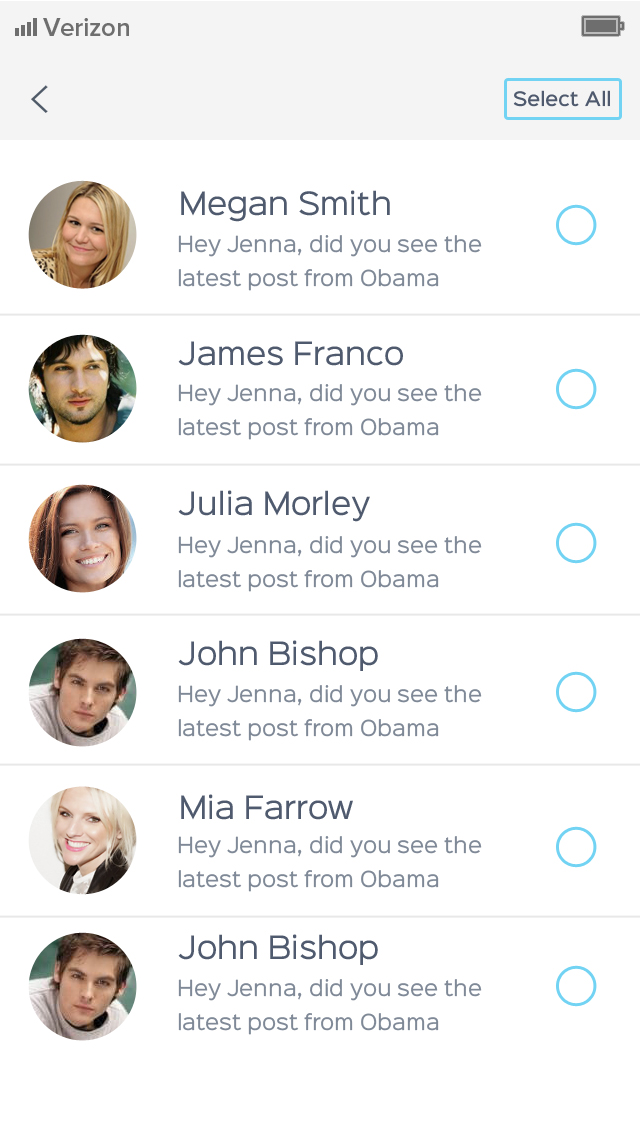 Verizon
Select All
Megan Smith
Hey Jenna, did you see the
latest post from Obama
James Franco
Hey Jenna, did you see the
latest post from Obama
Julia Morley
Hey Jenna, did you see the
latest post from Obama
John Bishop
Hey Jenna, did you see the
latest post from Obama
Mia Farrow
Hey Jenna, did you see the
latest post from Obama
John Bishop
Hey Jenna, did you see the
latest post from Obama